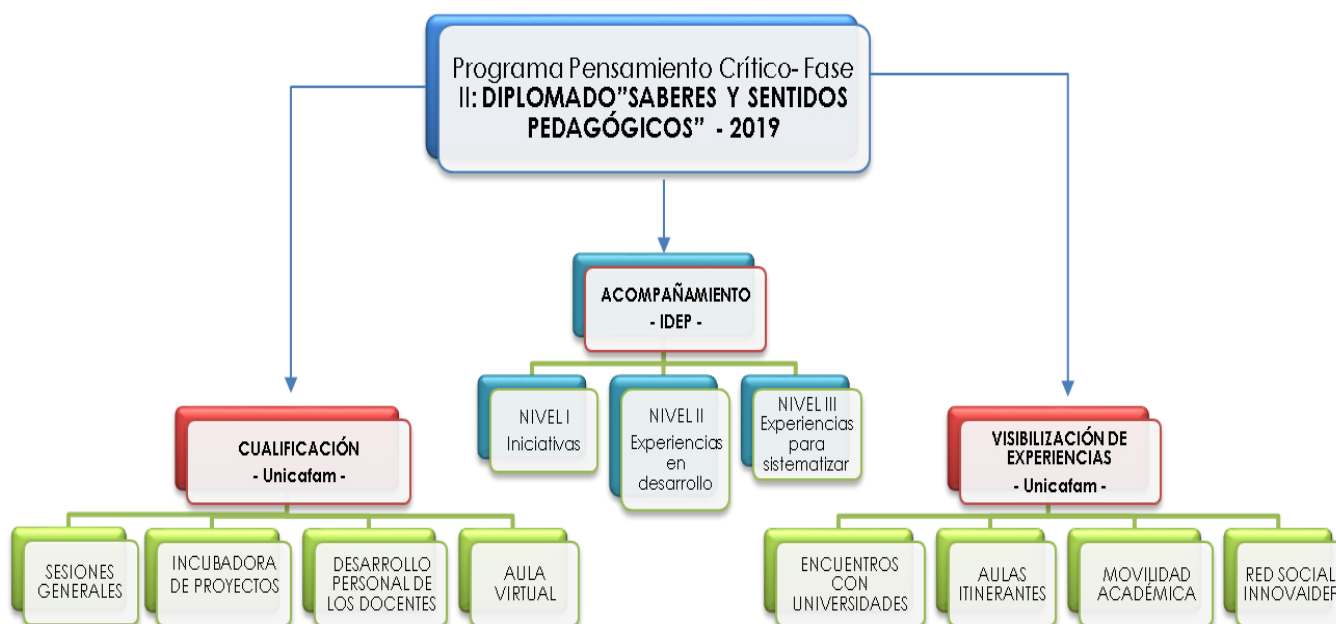 Programa Pensamiento Crítico- Fase
II: DIPLOMADO"SABERES Y SENTIDOS
PEDAGÓGICOS" - 2019
ACOMPAÑAMIENTO
- IDEP -
NIVEL I
Iniciativas
NIVEL II
Experiencias
en
desarrollo
NIVEL III
Experiencias
para
sistematizar
CUALIFICACIÓN
- Unicafam -
SESIONES
GENERALES
INCUBADORA
DE PROYECTOS
DESARROLLO
PERSONAL DE
LOS DOCENTES
AULA
VIRTUAL
VISIBILIZACIÓN DE
EXPERIENCIAS
- Unicafam -
ENCUENTROS
CON
UNIVERSIDADES
AULAS
ITINERANTES
MOVILIDAD
ACADÉMICA
RED SOCIAL